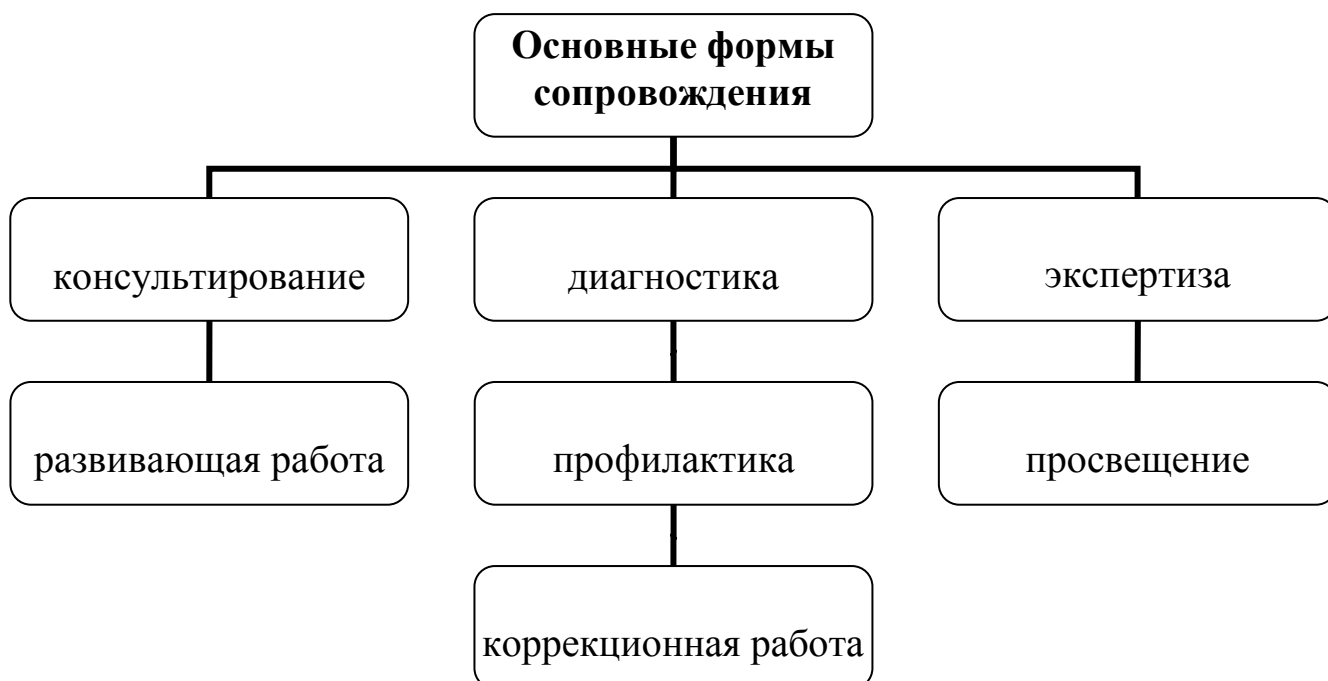 Основные формы
сопровождения
консультирование
диагностика
экспертиза
развивающая работа
профилактика
просвещение
коррекционная работа